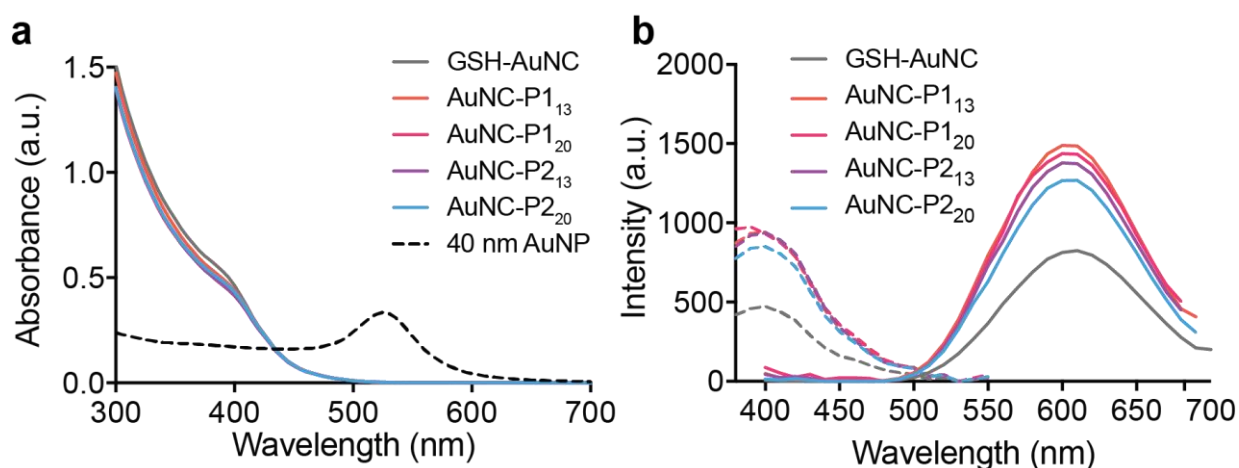 a
Absorbance (a.u.)
1.5
1.0
0.5
0.0
300
400
500
600
700
Wavelength (nm)
GSH-AuNC
AuNC-P1₁₃
AuNC-P1₂₀
AuNC-P2₁₃
AuNC-P2₂₀
40 nm AuNP
b
Intensity (a.u.)
2000
1500
1000
500
0
400
450
500
550
600
650
700
Wavelength (nm)
GSH-AuNC
AuNC-P1₁₃
AuNC-P1₂₀
AuNC-P2₁₃
AuNC-P2₂₀